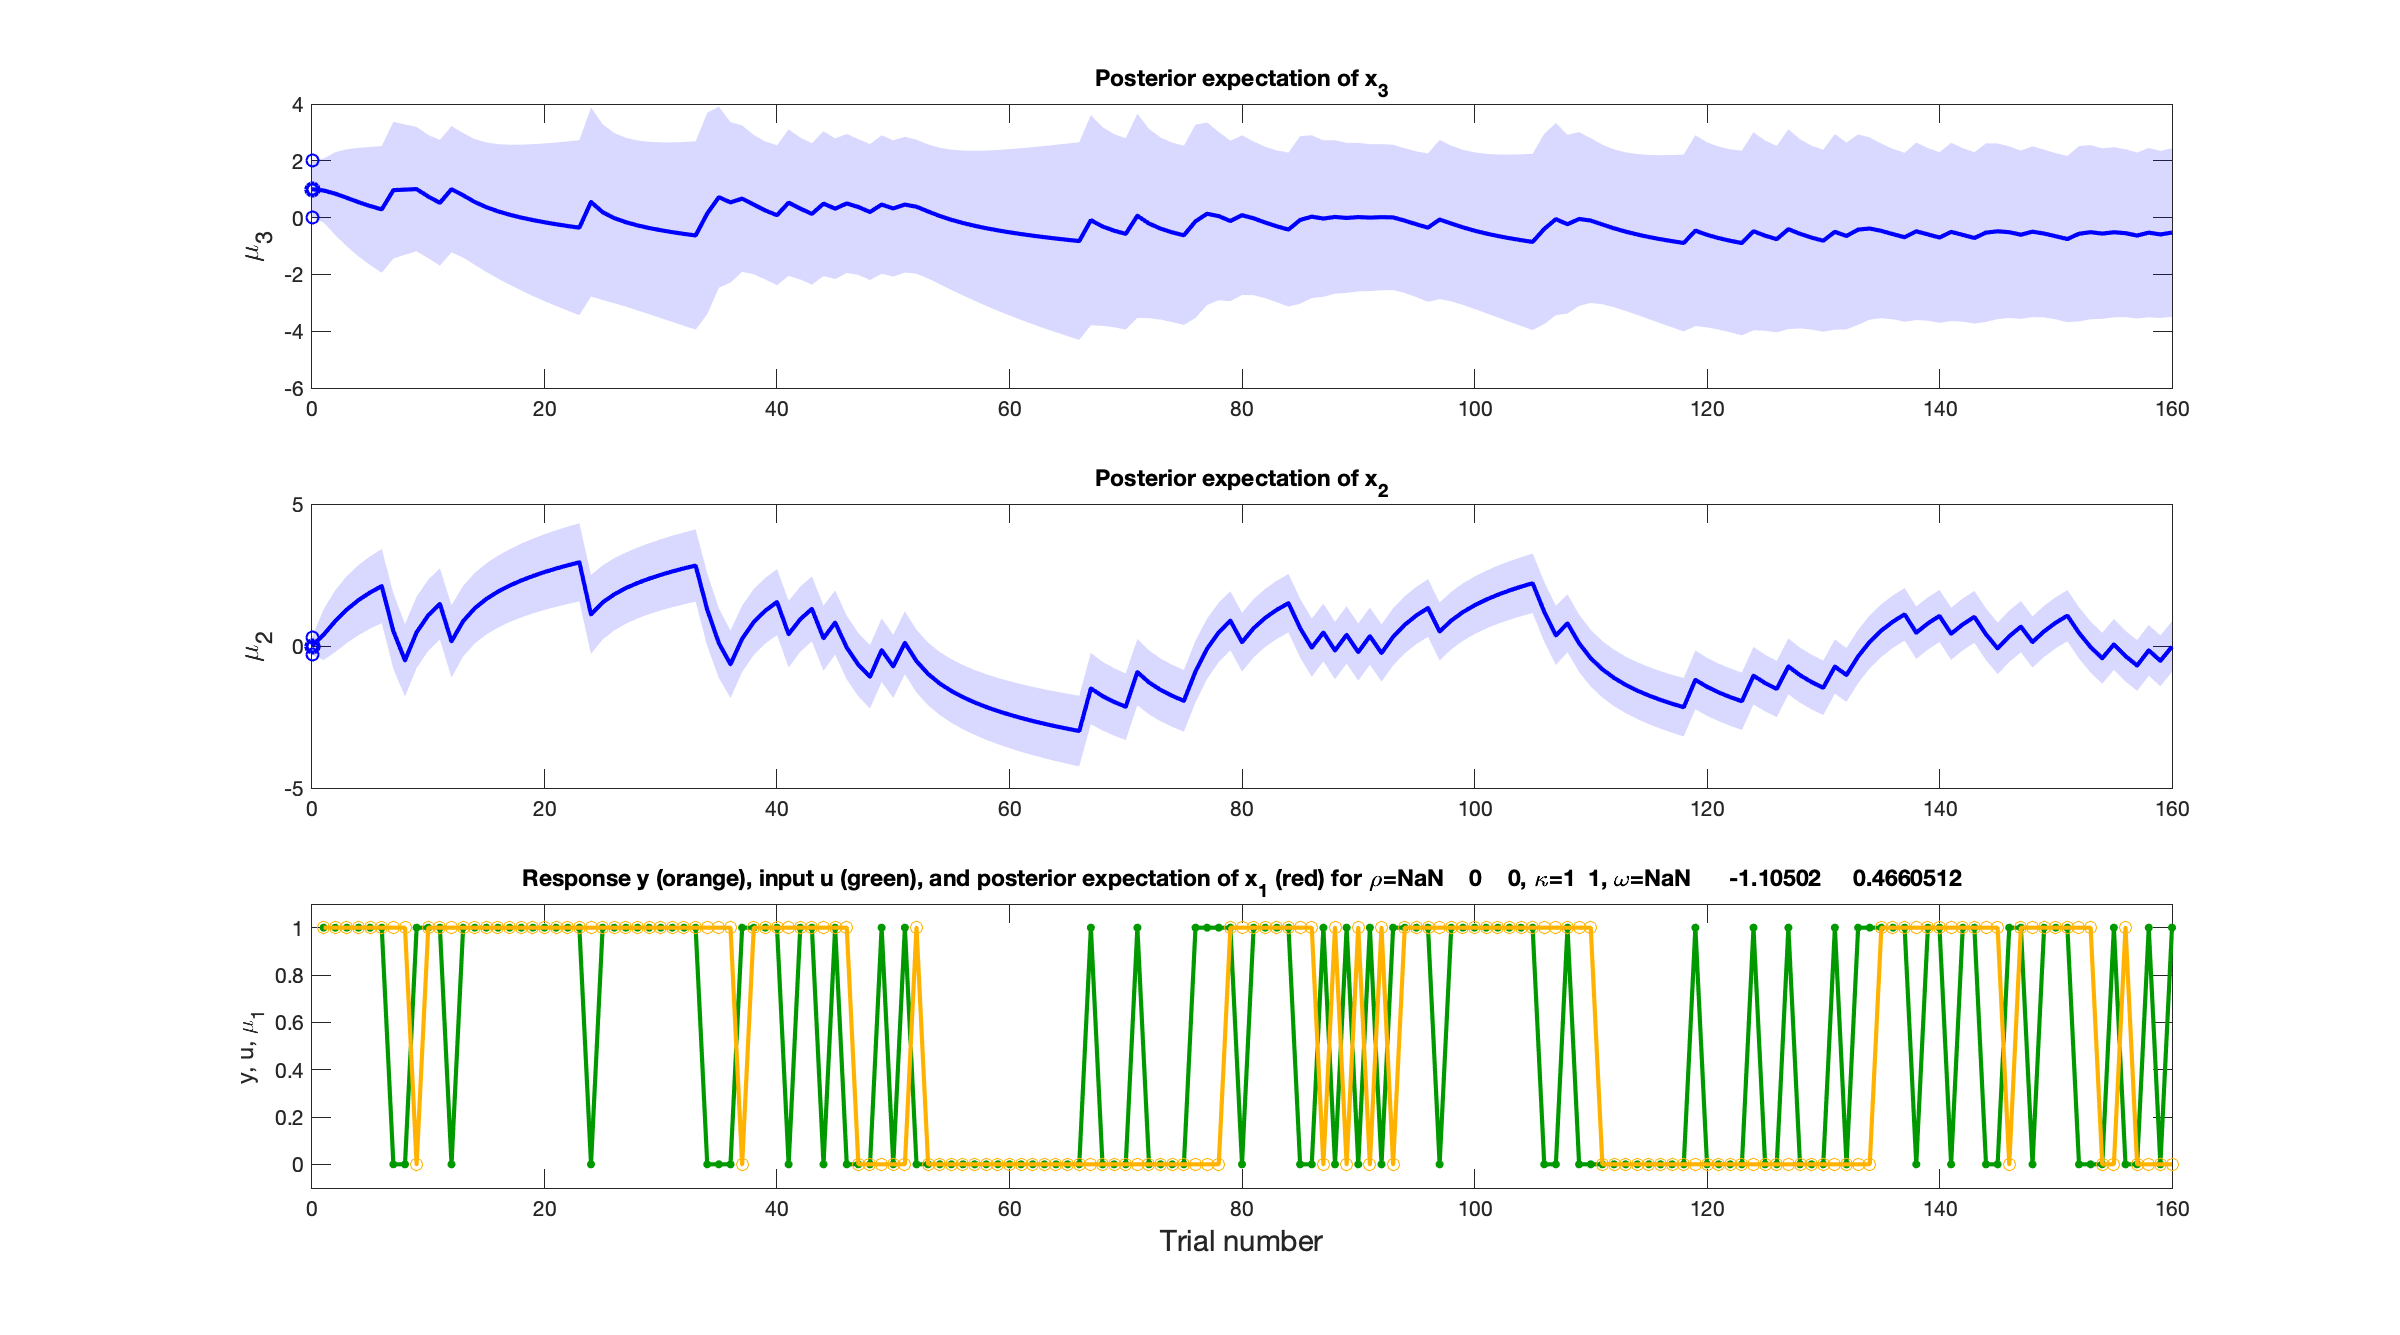 Posterior expectation of x3
4
2
0
-2
-4
-6
μ3
0 20 40 60 80 100 120 140 160
Posterior expectation of x2
5
0
-5
μ2
0 20 40 60 80 100 120 140 160
Response y (orange), input u (green), and posterior expectation of x1 (red) for ρ=NaN 0 0, κ=1 1, ω=NaN -1.10502 0.4660512
1
0.8
0.6
0.4
0.2
0
y, u, μ1
0 20 40 60 80 100 120 140 160
Trial number